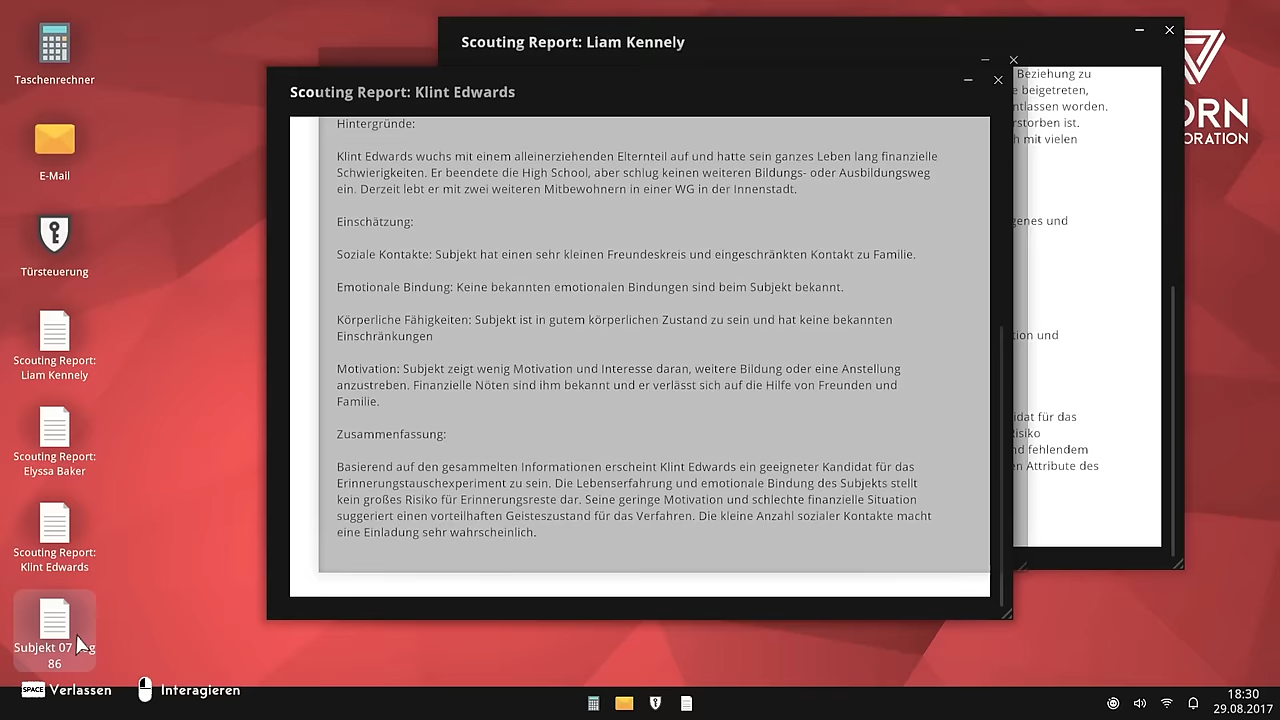 Taschenrechner
E-Mail
Türsteuerung
Scouting Report:
Liam Kennely
Scouting Report:
Elyssa Baker
Scouting Report:
Klint Edwards
Subjekt 07
86
Scouting Report: Liam Kennely
Beziehung zu
beigetreten,
worden.
ist.
mit vielen
und
und
für das
fehlendem
Attribute des
Scouting Report: Klint Edwards
Hintergründe:
Klint Edwards wuchs mit einem alleinerziehenden Elternteil auf und hatte sein ganzes Leben lang finanzielle
Schwierigkeiten. Er beendete die High School, aber schlug keinen weiteren Bildungs- oder Ausbildungsweg
ein. Derzeit lebt er mit zwei weiteren Mitbewohnern in einer WG in der Innenstadt.
Einschätzung:
Soziale Kontakte: Subjekt hat einen sehr kleinen Freundeskreis und eingeschränkten Kontakt zu Familie.
Emotionale Bindung: Keine bekannten emotionalen Bindungen sind beim Subjekt bekannt.
Körperliche Fähigkeiten: Subjekt ist in gutem körperlichen Zustand zu sein und hat keine bekannten
Einschränkungen
Motivation: Subjekt zeigt wenig Motivation und Interesse daran, weitere Bildung oder eine Anstellung
anzustreben. Finanzielle Nöten sind ihm bekannt und er verlässt sich auf die Hilfe von Freunden und
Familie.
Zusammenfassung:
Basierend auf den gesammelten Informationen erscheint Klint Edwards ein geeigneter Kandidat für das
Erinnerungstauschexperiment zu sein. Die Lebenserfahrung und emotionale Bindung des Subjekts stellt
kein großes Risiko für Erinnerungsreste dar. Seine geringe Motivation und schlechte finanzielle Situation
suggeriert einen vorteilhaften Geisteszustand für das Verfahren. Die kleine Anzahl sozialer Kontakte macht
eine Einladung sehr wahrscheinlich.
SPACE Verlassen
Interagieren
18:30
29.08.2017